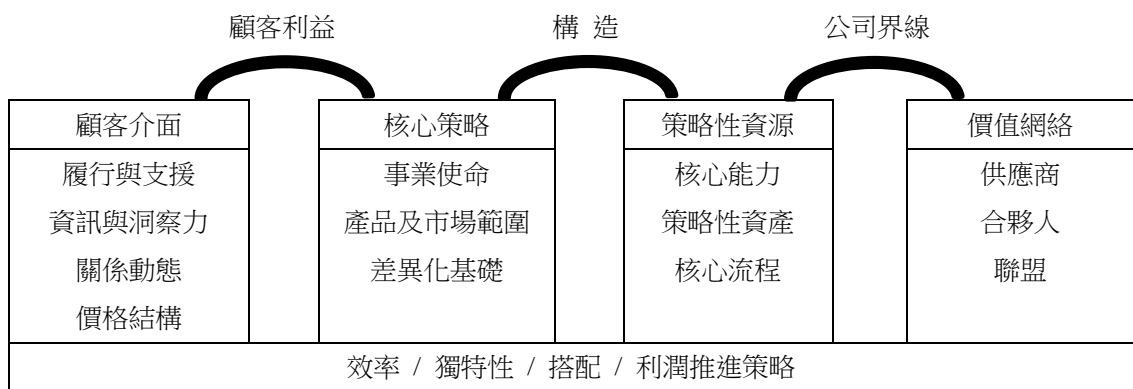 顧客利益 構 造 公司界線
顧客介面 核心策略 策略性資源 價值網絡
履行與支援 事業使命 核心能力 供應商
資訊與洞察力 產品及市場範圍 策略性資產 合夥人
關係動態 差異化基礎 核心流程 聯盟
價格結構
效率 / 獨特性 / 搭配 / 利潤推進策略